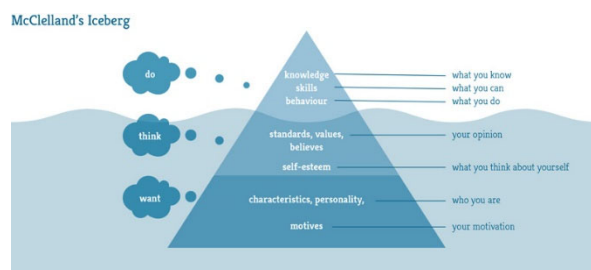 McClelland's Iceberg
do
knowledge
what you know
skills
what you can
behaviour
what you do
think
standards, values,
your opinion
believes
self-esteem
what you think about yourself
want
characteristics, personality,
who you are
motives
your motivation